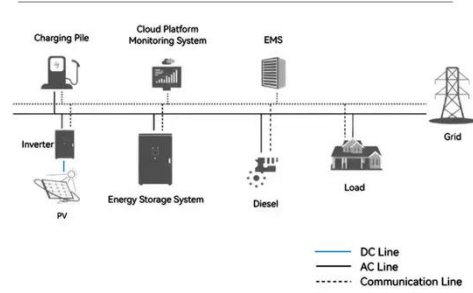 Charging Pile
Cloud Platform
Monitoring System
EMS
Grid
Inverter
PV
Energy Storage System
Diesel
Load
DC Line
AC Line
Communication Line